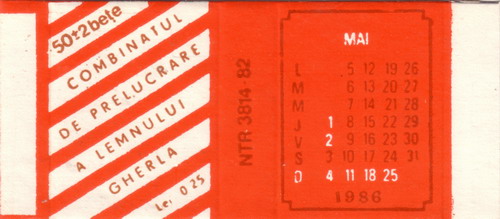 50+2 bețe
COMBINATUL
DE PRELUCRARE
A LEMNULUI
GHERLA
Lei 0 25
NTR 3814-82
MAI
L 5 12 19 26
M 6 13 20 27
M 7 14 21 28
J 1 8 15 22 29
V 2 9 16 23 30
S 3 10 17 24 31
D 4 11 18 25
1986